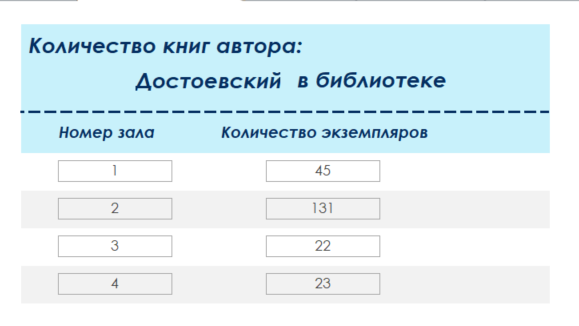 Количество книг автора:
Достоевский в библиотеке
Номер зала Количество экземпляров
1 45
2 131
3 22
4 23